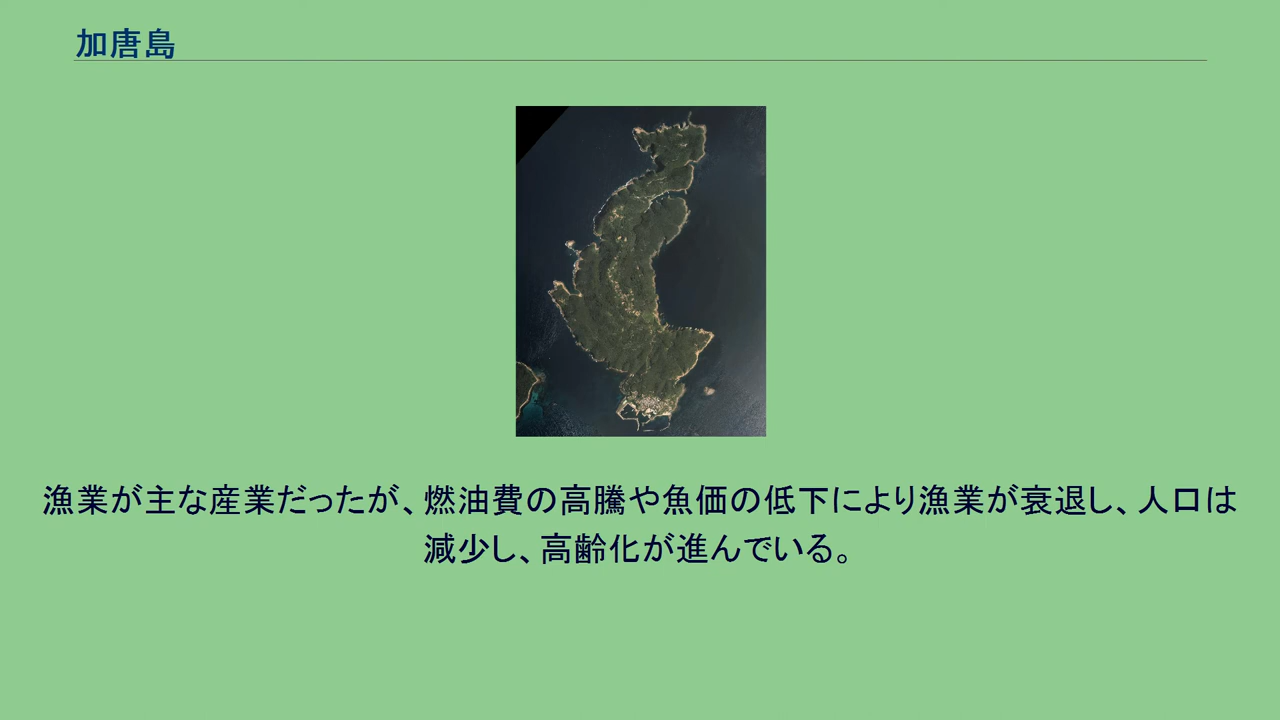 加唐島
漁業が主な産業だったが、燃油費の高騰や魚価の低下により漁業が衰退し、人口は
減少し、高齢化が進んでいる。